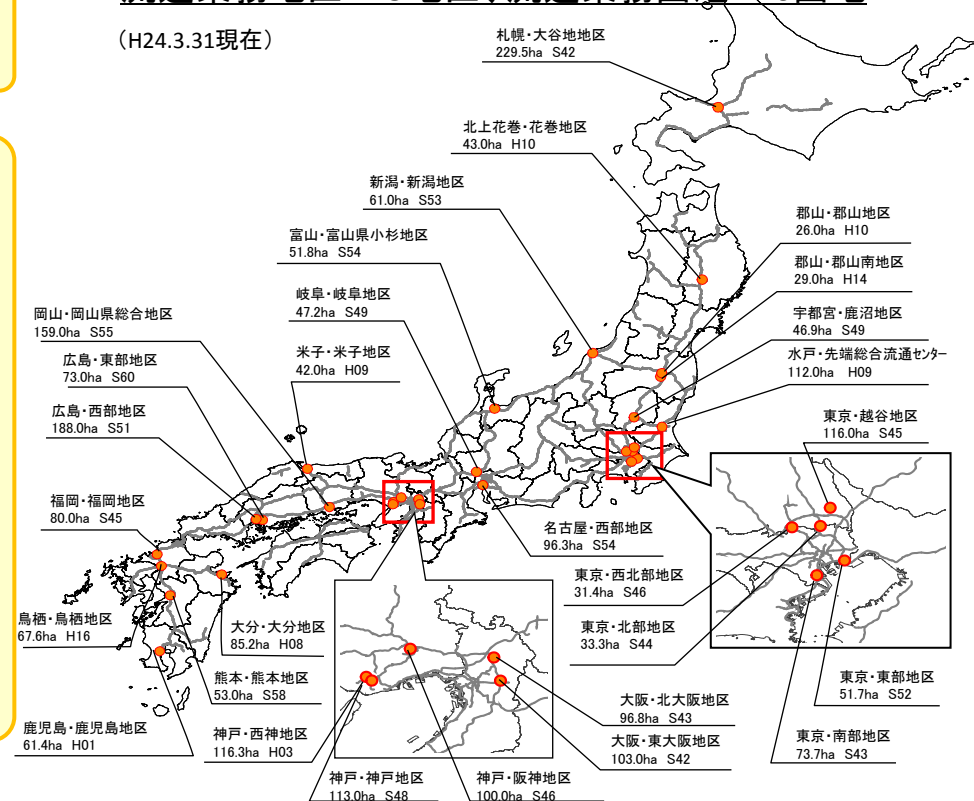 (H24.3.31現在)
札幌・大谷地地区
229.5ha S42
北上花巻・花巻地区
43.0ha H10
新潟・新潟地区
61.0ha S53
富山・富山県小杉地区
51.8ha S54
岐阜・岐阜地区
47.2ha S49
米子・米子地区
42.0ha H09
岡山・岡山県総合地区
159.0ha S55
広島・東部地区
73.0ha S60
広島・西部地区
188.0ha S51
福岡・福岡地区
80.0ha S45
鳥栖・鳥栖地区
67.6ha H16
鹿児島・鹿児島地区
61.4ha H01
熊本・熊本地区
53.0ha S58
大分・大分地区
85.2ha H08
神戸・西神地区
116.3ha H03
神戸・神戸地区
113.0ha S48
神戸・阪神地区
100.0ha S46
大阪・東大阪地区
103.0ha S42
大阪・北大阪地区
96.8ha S43
名古屋・西部地区
96.3ha S54
郡山・郡山地区
26.0ha H10
郡山・郡山南地区
29.0ha H14
宇都宮・鹿沼地区
46.9ha S49
水戸・先端総合流通センター
112.0ha H09
東京・越谷地区
116.0ha S45
東京・西北部地区
31.4ha S46
東京・北部地区
33.3ha S44
東京・東部地区
51.7ha S52
東京・南部地区
73.7ha S43